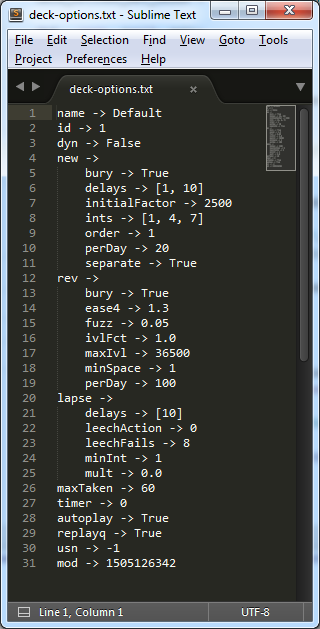 deck-options.txt - Sublime Text
File Edit Selection Find View Goto Tools
Project Preferences Help
deck-options.txt
1 name -> Default
2 id -> 1
3 dyn -> False
4 new ->
5 bury -> True
6 delays -> [1, 10]
7 initialFactor -> 2500
8 ints -> [1, 4, 7]
9 order -> 1
10 perDay -> 20
11 separate -> True
12 rev ->
13 bury -> True
14 ease4 -> 1.3
15 fuzz -> 0.05
16 ivlFct -> 1.0
17 maxIvl -> 36500
18 minSpace -> 1
19 perDay -> 100
20 lapse ->
21 delays -> [10]
22 leechAction -> 0
23 leechFails -> 8
24 minInt -> 1
25 mult -> 0.0
26 maxTaken -> 60
27 timer -> 0
28 autoplay -> True
29 replayq -> True
30 usn -> -1
31 mod -> 1505126342
Line 1, Column 1 UTF-8